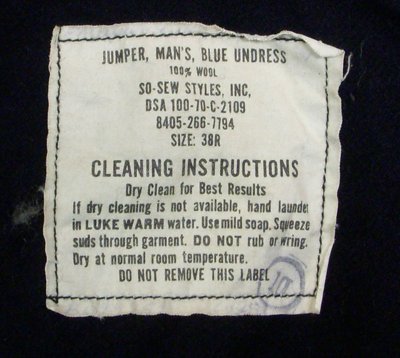 JUMPER, MAN'S, BLUE UNDRESS
100% WOOL
SO-SEW STYLES, INC,
DSA 100-70-C-2109
8405-266-7794
SIZE: 38R
CLEANING INSTRUCTIONS
Dry Clean for Best Results
If dry cleaning is not available, hand launder
in LUKE WARM water. Use mild soap. Squeeze
suds through garment. DO NOT rub or wring.
Dry at normal room temperature.
DO NOT REMOVE THIS LABEL